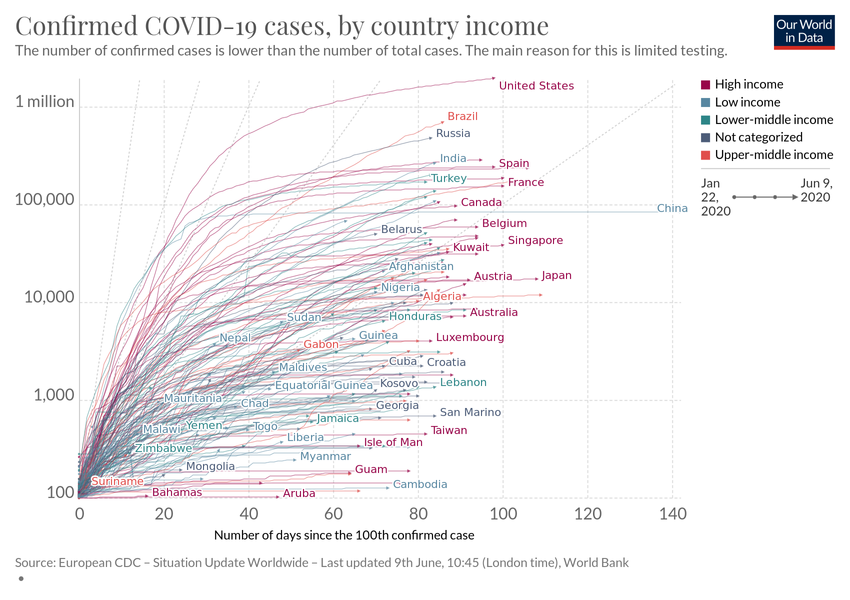 Confirmed COVID-19 cases, by country income
The number of confirmed cases is lower than the number of total cases. The main reason for this is limited testing.
Our World
in Data
1 million
100,000
10,000
1,000
100
0
20
40
60
80
100
120
140
Number of days since the 100th confirmed case
United States
Brazil
Russia
India
Spain
Turkey
France
Canada
China
Belgium
Belarus
Singapore
Kuwait
Afghanistan
Austria
Japan
Nigeria
Algeria
Sudan
Honduras
Australia
Nepal
Guinea
Luxembourg
Gabon
Cuba
Croatia
Maldives
Equatorial Guinea
Kosovo
Lebanon
Mauritania
Chad
Georgia
San Marino
Jamaica
Malawi
Yemen
Togo
Taiwan
Liberia
Isle of Man
Zimbabwe
Myanmar
Mongolia
Guam
Suriname
Cambodia
Bahamas
Aruba
High income
Low income
Lower-middle income
Not categorized
Upper-middle income
Jan
22,
2020
Jun 9,
2020
Source: European CDC – Situation Update Worldwide – Last updated 9th June, 10:45 (London time), World Bank